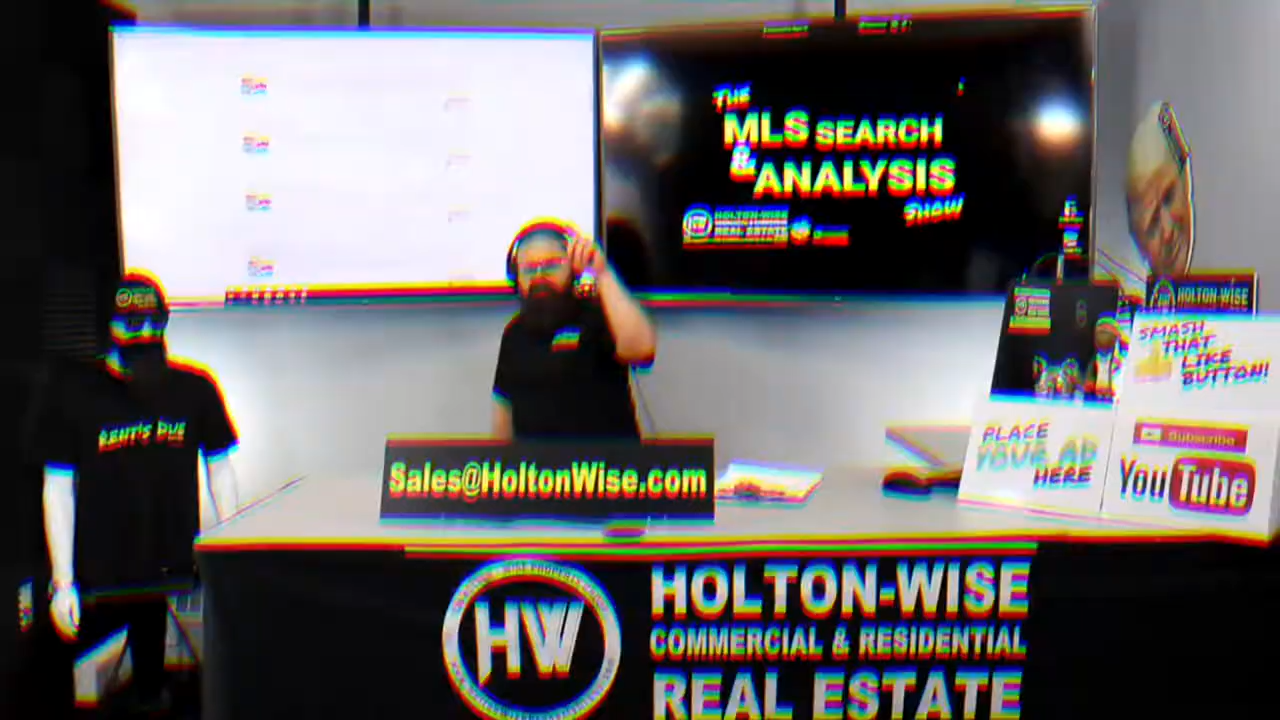 THE
MLS SEARCH
& ANALYSIS
SHOW
HOLTON-WISE
REAL ESTATE
HOLTON-WISE
SMASH
THAT
LIKE
BUTTON!
RENT'S DUE
PLACE
YOUR AD
HERE
Subscribe
YouTube
Sales@HoltonWise.com
HW
HOLTON-WISE
COMMERCIAL & RESIDENTIAL
REAL ESTATE